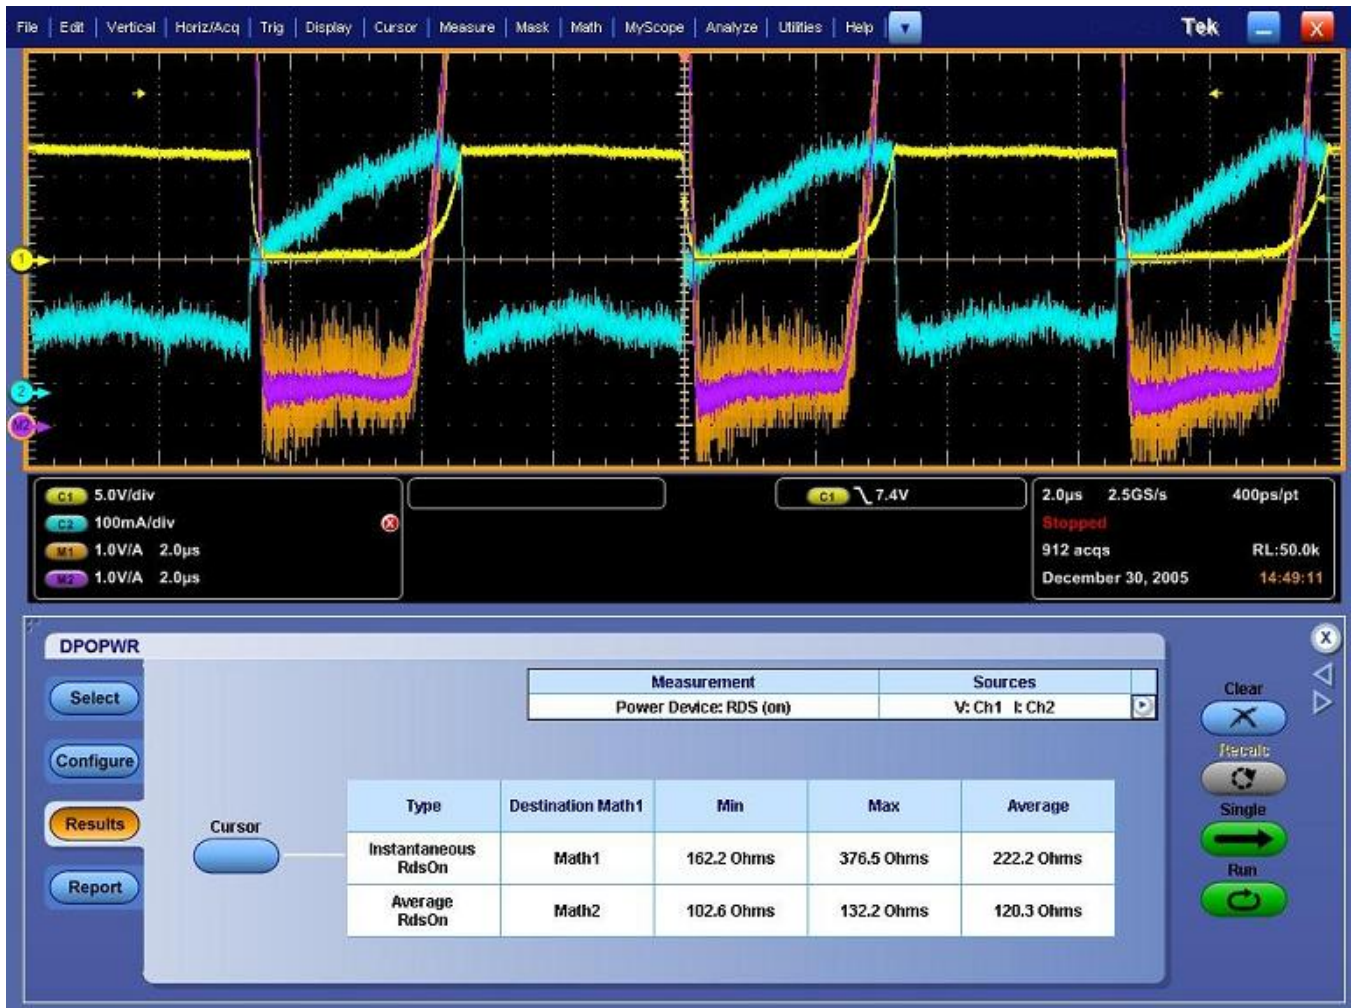 File Edit Vertical Horiz/Acq Trig Display Cursor Measure Mask Math MyScope Analyze Utilities Help Tek X
1
2
M2
C1 5.0V/div
C2 100mA/div
M1 1.0V/A 2.0µs
M2 1.0V/A 2.0µs
C1 7.4V
2.0µs 2.5GS/s 400ps/pt
Stopped
912 acqs RL:50.0k
December 30, 2005 14:49:11
DPOPWR
Select
Configure
Results
Report
Measurement Sources
Power Device: RDS (on) V: Ch1 I: Ch2
Cursor
Type Destination Math1 Min Max Average
Instantaneous RdsOn Math1 162.2 Ohms 376.5 Ohms 222.2 Ohms
Average RdsOn Math2 102.6 Ohms 132.2 Ohms 120.3 Ohms
X
Clear
Recalc
Single
Run